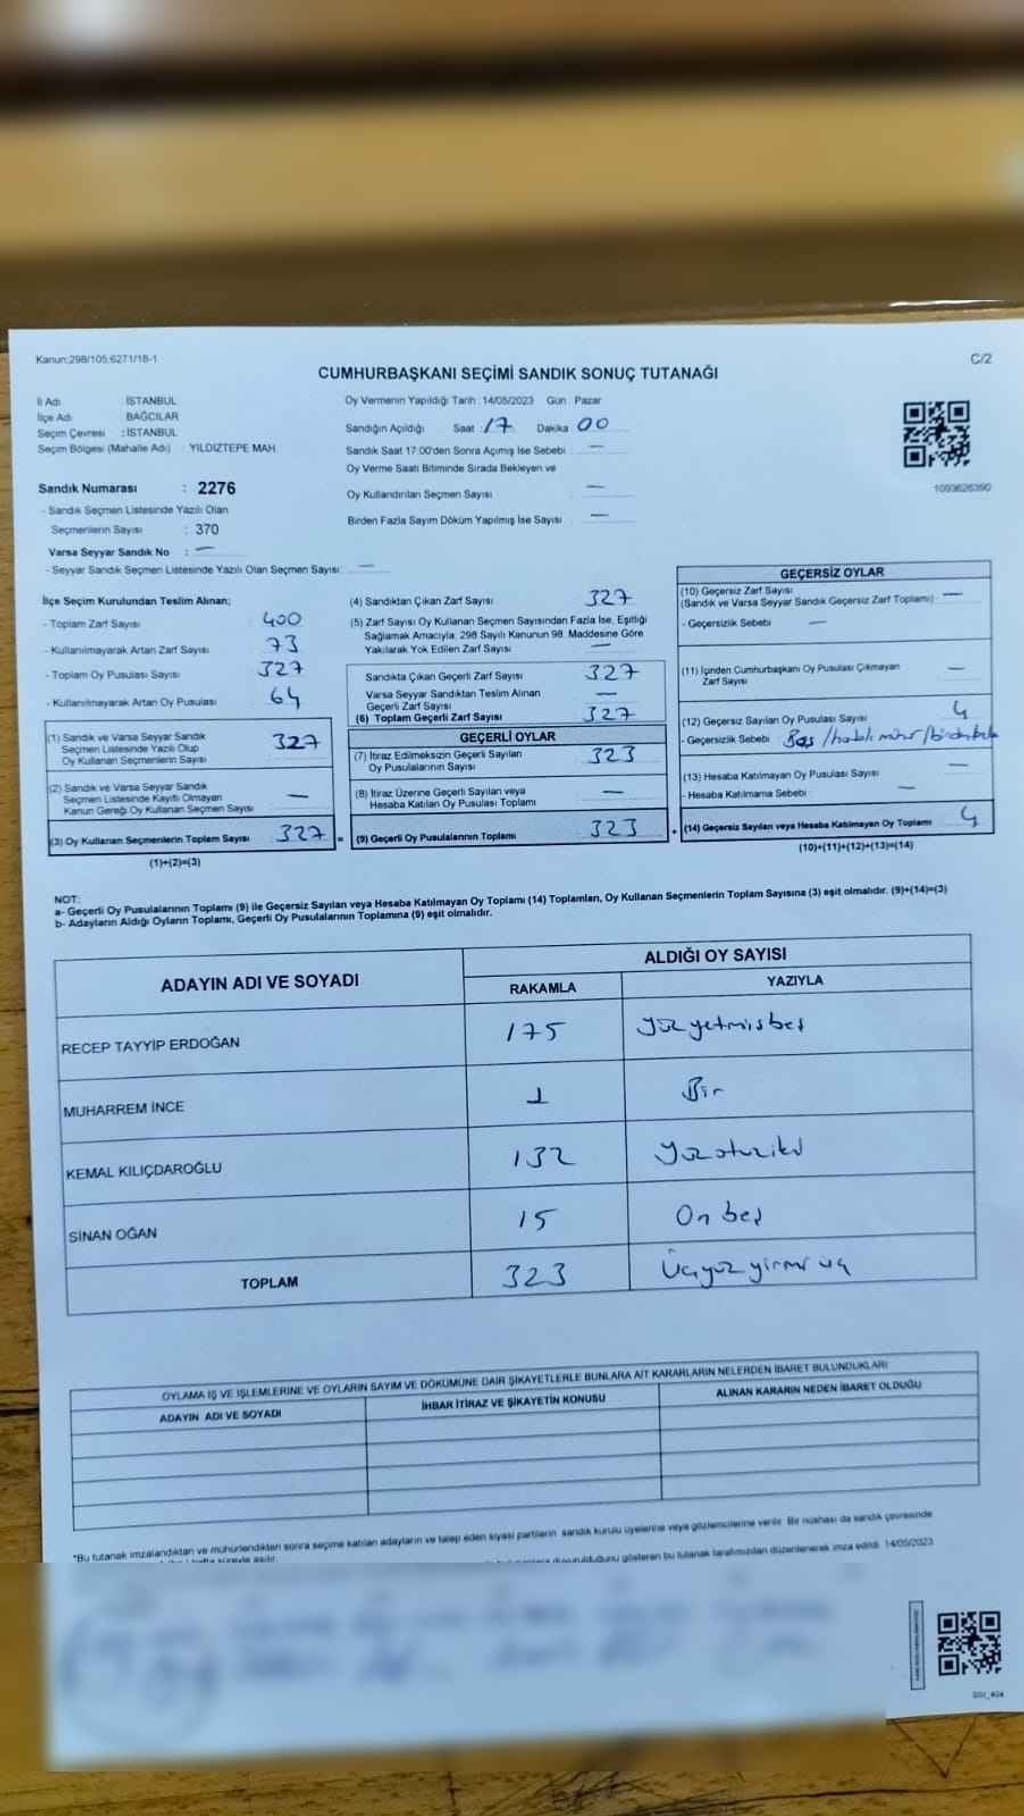 Kanun:298/105,6271/18-1
C/2
CUMHURBAŞKANI SEÇİMİ SANDIK SONUÇ TUTANAĞI
İl Adı : İSTANBUL
İlçe Adı : BAĞCILAR
Seçim Çevresi : İSTANBUL
Seçim Bölgesi (Mahalle Adı) YILDIZTEPE MAH.
Sandık Numarası : 2276
- Sandık Seçmen Listesinde Yazılı Olan
Seçmenlerin Sayısı : 370
Varsa Seyyar Sandık No : —
- Seyyar Sandık Seçmen Listesinde Yazılı Olan Seçmen Sayısı: —
Oy Vermenin Yapıldığı Tarih : 14/05/2023 Gün : Pazar
Sandığın Açıldığı Saat : 17 Dakika 00
Sandık Saat 17:00'den Sonra Açımış İse Sebebi : —
Oy Verme Saati Bitiminde Sırada Bekleyen ve
Oy Kullandırılan Seçmen Sayısı : —
Birden Fazla Sayım Döküm Yapılmış İse Sayısı : —
1093626390
İlçe Seçim Kurulundan Teslim Alınan;
- Toplam Zarf Sayısı 400
- Kullanılmayarak Artan Zarf Sayısı 73
- Toplam Oy Pusulası Sayısı 327
- Kullanılmayarak Artan Oy Pusulası 64
(1) Sandık ve Varsa Seyyar Sandık
Seçmen Listesinde Yazılı Olup
Oy Kullanan Seçmenlerin Sayısı 327
(2) Sandık ve Varsa Seyyar Sandık
Seçmen Listesinde Kayıtlı Olmayan
Kanun Gereği Oy Kullanan Seçmen Sayısı —
(3) Oy Kullanan Seçmenlerin Toplam Sayısı 327 =
(1)+(2)=(3)
(4) Sandıktan Çıkan Zarf Sayısı 327
(5) Zarf Sayısı Oy Kullanan Seçmen Sayısından Fazla İse, Eşitliği
Sağlamak Amacıyla, 298 Sayılı Kanunun 98. Maddesine Göre
Yakılarak Yok Edilen Zarf Sayısı —
Sandıkta Çıkan Geçerli Zarf Sayısı 327
Varsa Seyyar Sandıktan Teslim Alınan
Geçerli Zarf Sayısı —
(6) Toplam Geçerli Zarf Sayısı 327
GEÇERLİ OYLAR
(7) İtiraz Edilmeksizin Geçerli Sayılan
Oy Pusulalarının Sayısı 323
(8) İtiraz Üzerine Geçerli Sayılan veya
Hesaba Katılan Oy Pusulası Toplamı —
(9) Geçerli Oy Pusulalarının Toplamı 323 +
GEÇERSİZ OYLAR
(10) Geçersiz Zarf Sayısı
(Sandık ve Varsa Seyyar Sandık Geçersiz Zarf Toplamı) —
- Geçersizlik Sebebi —
(11) İçinden Cumhurbaşkanı Oy Pusulası Çıkmayan
Zarf Sayısı —
(12) Geçersiz Sayılan Oy Pusulası Sayısı 4
- Geçersizlik Sebebi Boş / hatalı mühür /
(13) Hesaba Katılmayan Oy Pusulası Sayısı —
- Hesaba Katılmama Sebebi —
(14) Geçersiz Sayılan veya Hesaba Katılmayan Oy Toplamı 4
(10)+(11)+(12)+(13)=(14)
NOT:
a- Geçerli Oy Pusulalarının Toplamı (9) ile Geçersiz Sayılan veya Hesaba Katılmayan Oy Toplamı (14) Toplamları, Oy Kullanan Seçmenlerin Toplam Sayısına (3) eşit olmalıdır. (9)+(14)=(3)
b- Adayların Aldığı Oyların Toplamı, Geçerli Oy Pusulalarının Toplamına (9) eşit olmalıdır.
ADAYIN ADI VE SOYADI
ALDIĞI OY SAYISI
RAKAMLA YAZIYLA
RECEP TAYYİP ERDOĞAN 175 yüzyetmişbeş
MUHARREM İNCE 1 Bir
KEMAL KILIÇDAROĞLU 132 yüzotuziki
SİNAN OĞAN 15 On beş
TOPLAM 323 Üçyüzyirmi üç
OYLAMA İŞ VE İŞLEMLERİNE VE OYLARIN SAYIM VE DÖKÜMÜNE DAİR ŞİKAYETLERLE BUNLARA AİT KARARLARIN NELERDEN İBARET BULUNDUKLARI
ADAYIN ADI VE SOYADI
İHBAR İTİRAZ VE ŞİKAYETİN KONUSU
ALINAN KARARIN NEDEN İBARET OLDUĞU
*Bu tutanak imzalandıktan ve mühürlendikten sonra seçime katılan adayların ve talep eden siyasi partilerin sandık kurulu üyelerine veya gözlemcilerine verilir. Bir nüshası da sandık çevresinde
gösteren bu tutanak tarafımızdan düzenlenerek imza edildi. 14/05/2023